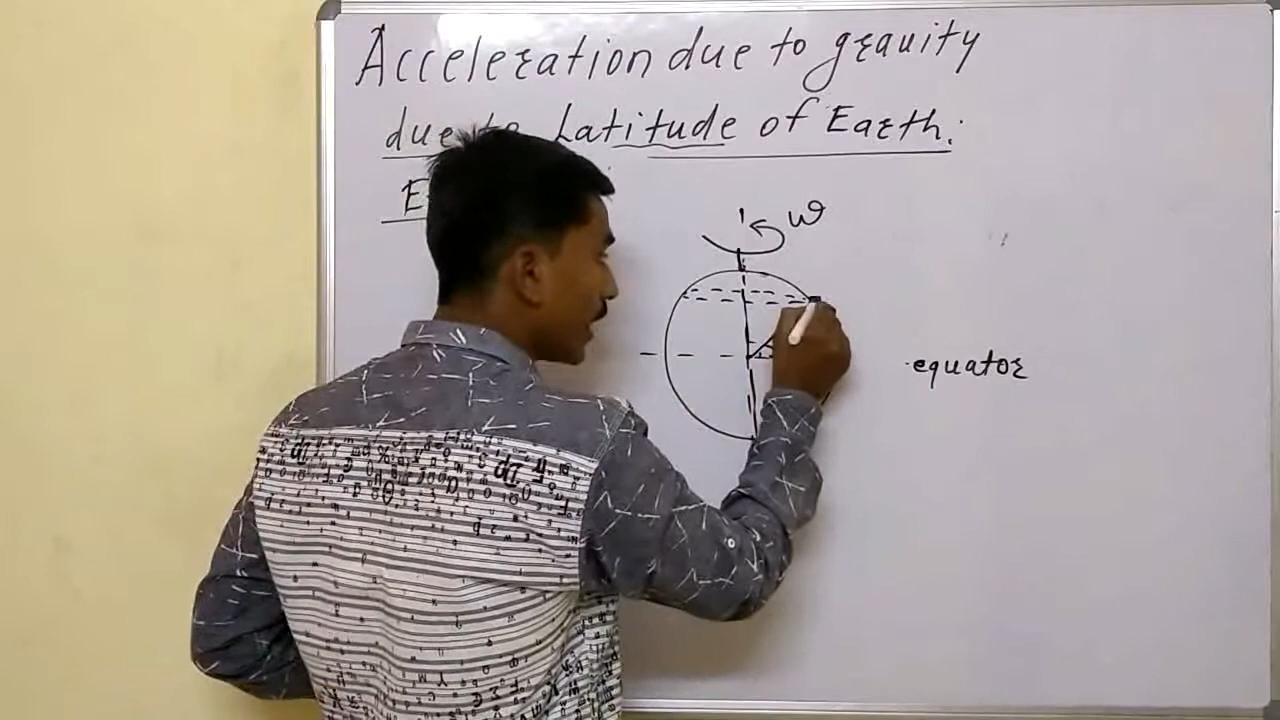 Acceleration due to gravity
due to Latitude of Earth.
E
ω
equator